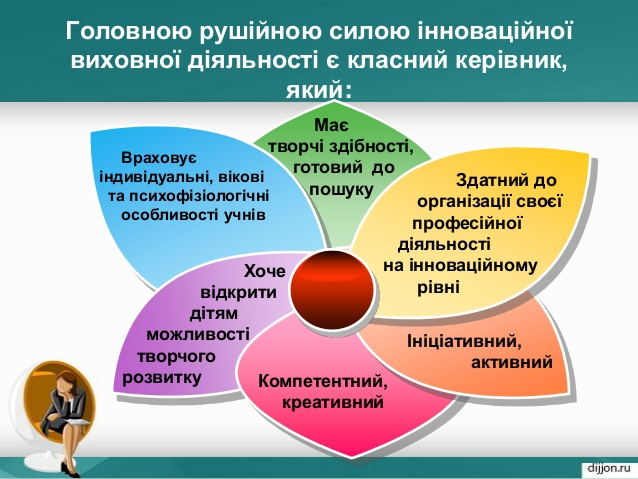 Головною рушійною силою інноваційної
виховної діяльності є класний керівник,
який:
Має
творчі здібності,
готовий до
пошуку
Враховує
індивідуальні, вікові
та психофізіологічні
особливості учнів
Здатний до
організації своєї
професійної
діяльності
на інноваційному
рівні
Хоче
відкрити
дітям
можливості
творчого
розвитку
Ініціативний,
активний
Компетентний,
креативний
dijjon.ru